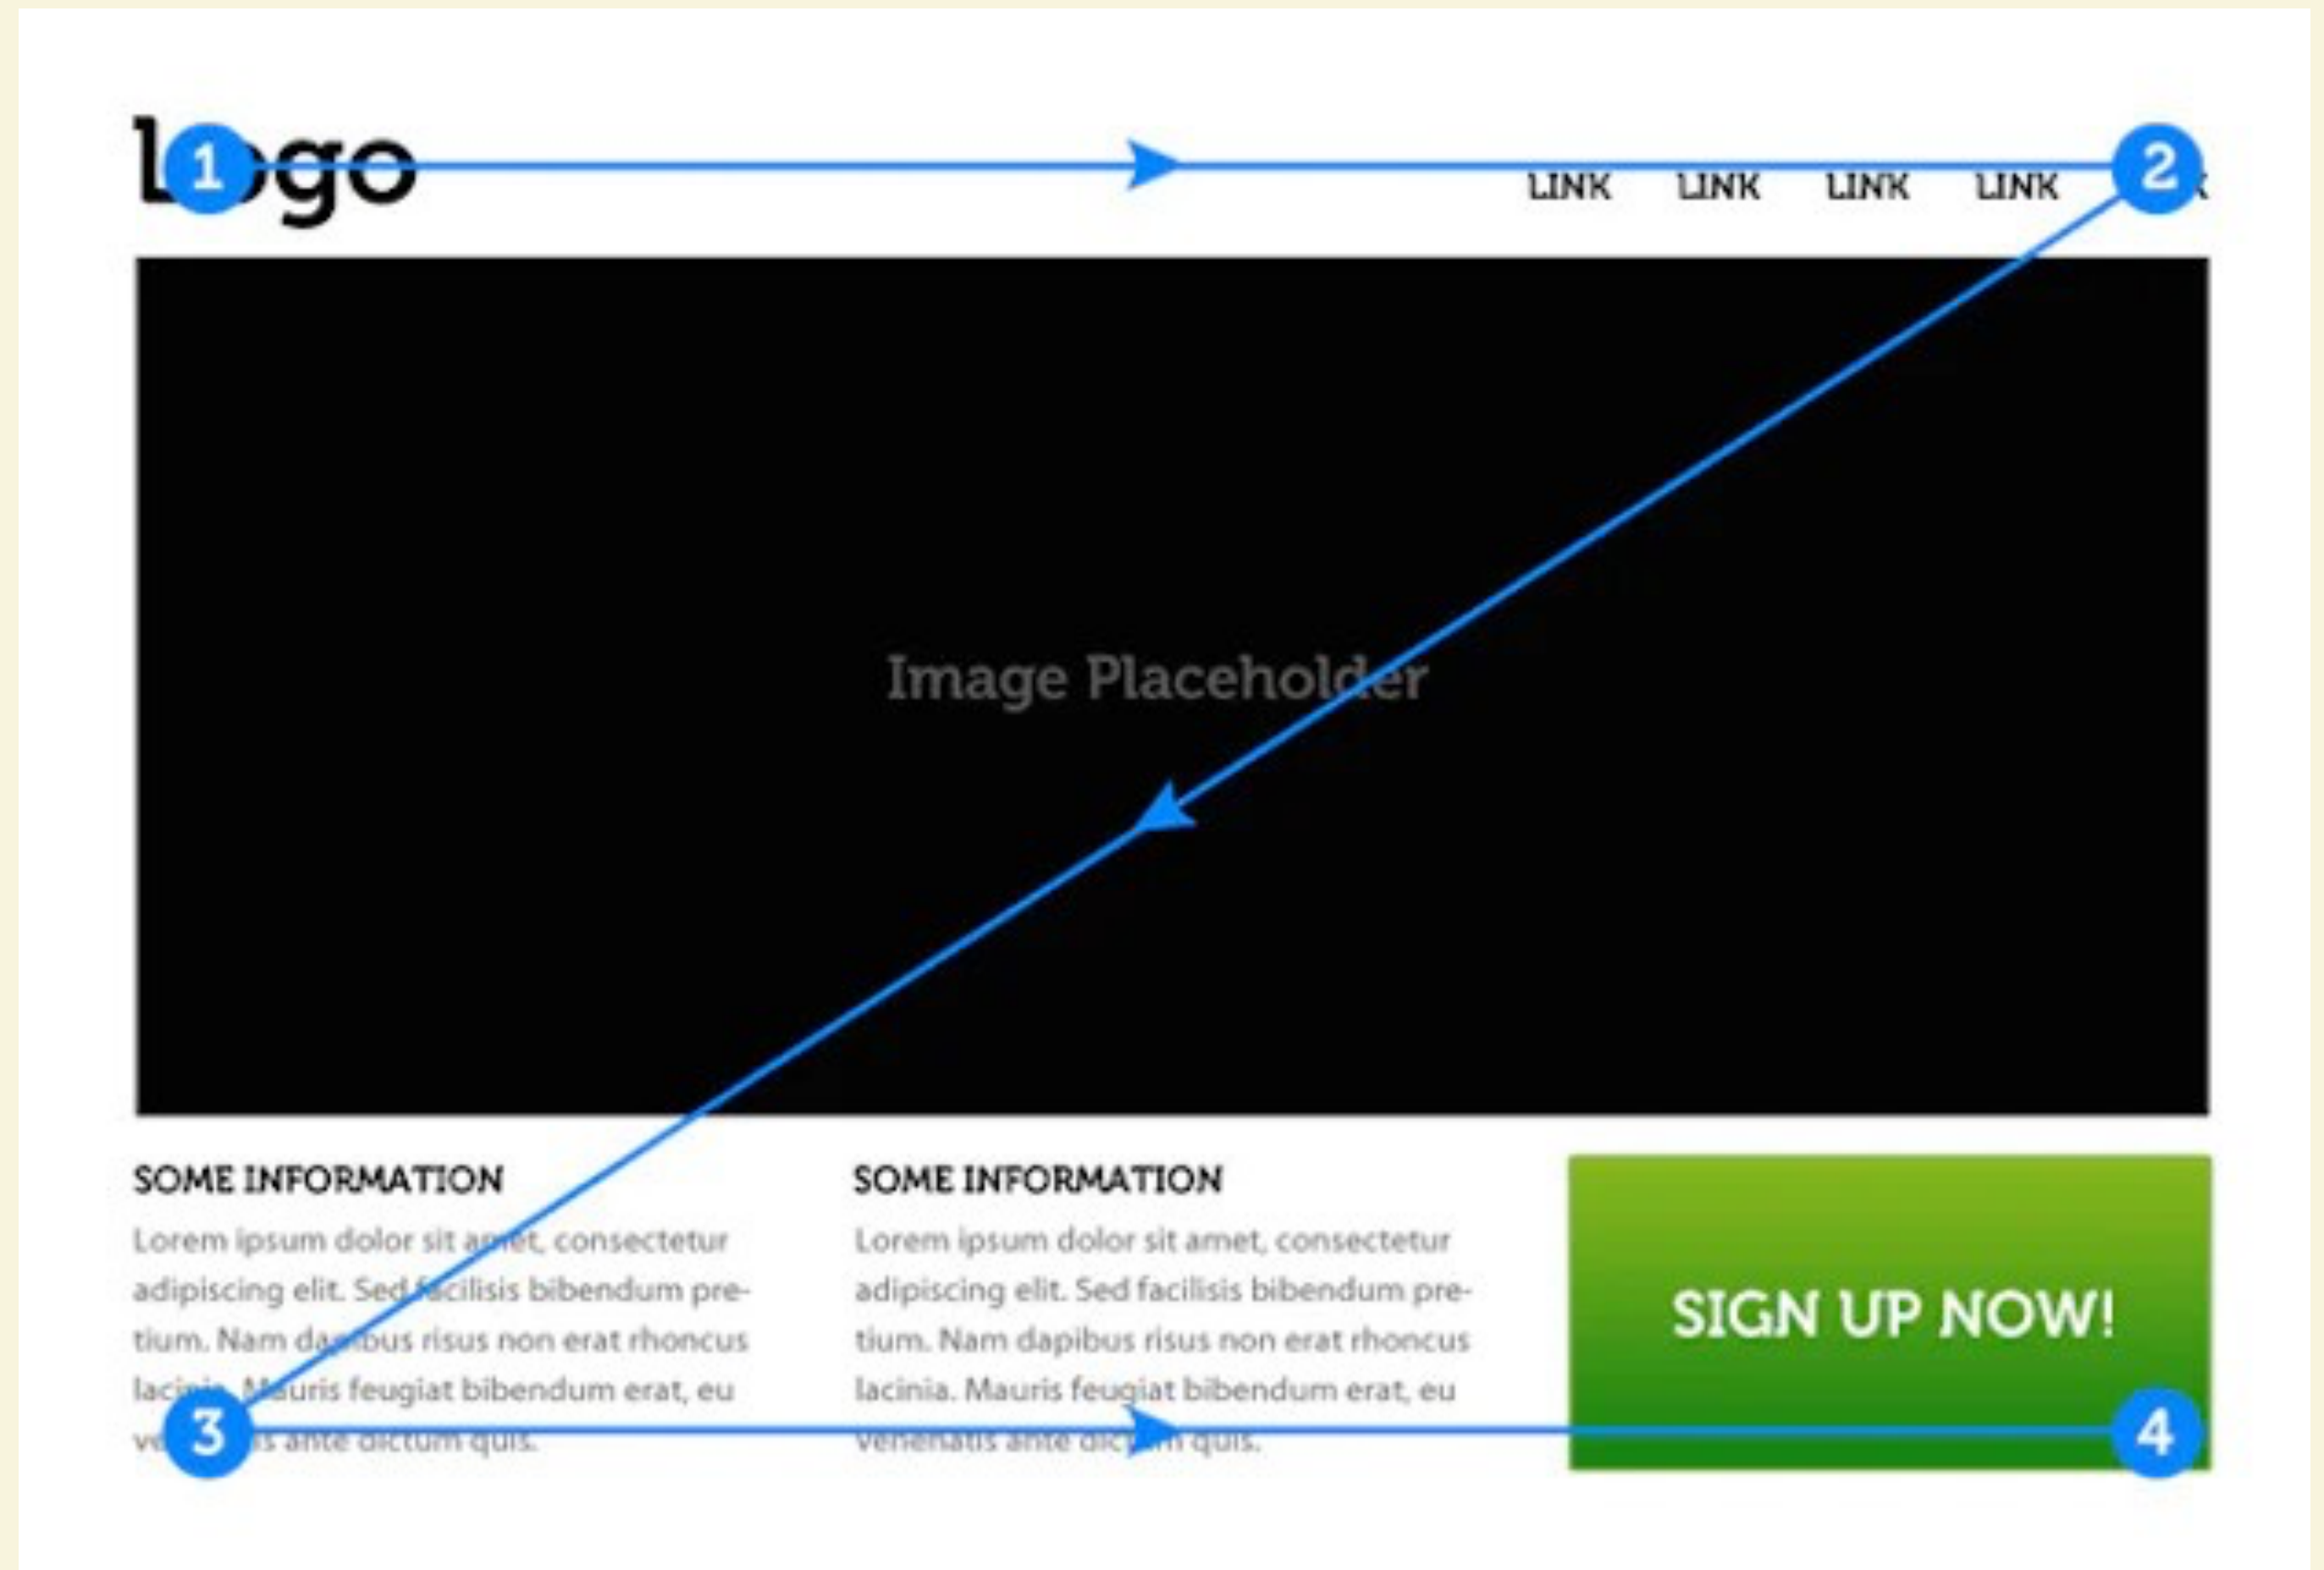 logo
1
2
LINK LINK LINK LINK
Image Placeholder
SOME INFORMATION
Lorem ipsum dolor sit amet, consectetur
adipiscing elit. Sed facilisis bibendum pre-
tium. Nam dapibus risus non erat rhoncus
lacinia. Mauris feugiat bibendum erat, eu
venenatis ante dictum quis.
3
SOME INFORMATION
Lorem ipsum dolor sit amet, consectetur
adipiscing elit. Sed facilisis bibendum pre-
tium. Nam dapibus risus non erat rhoncus
lacinia. Mauris feugiat bibendum erat, eu
venenatis ante dictum quis.
SIGN UP NOW!
4